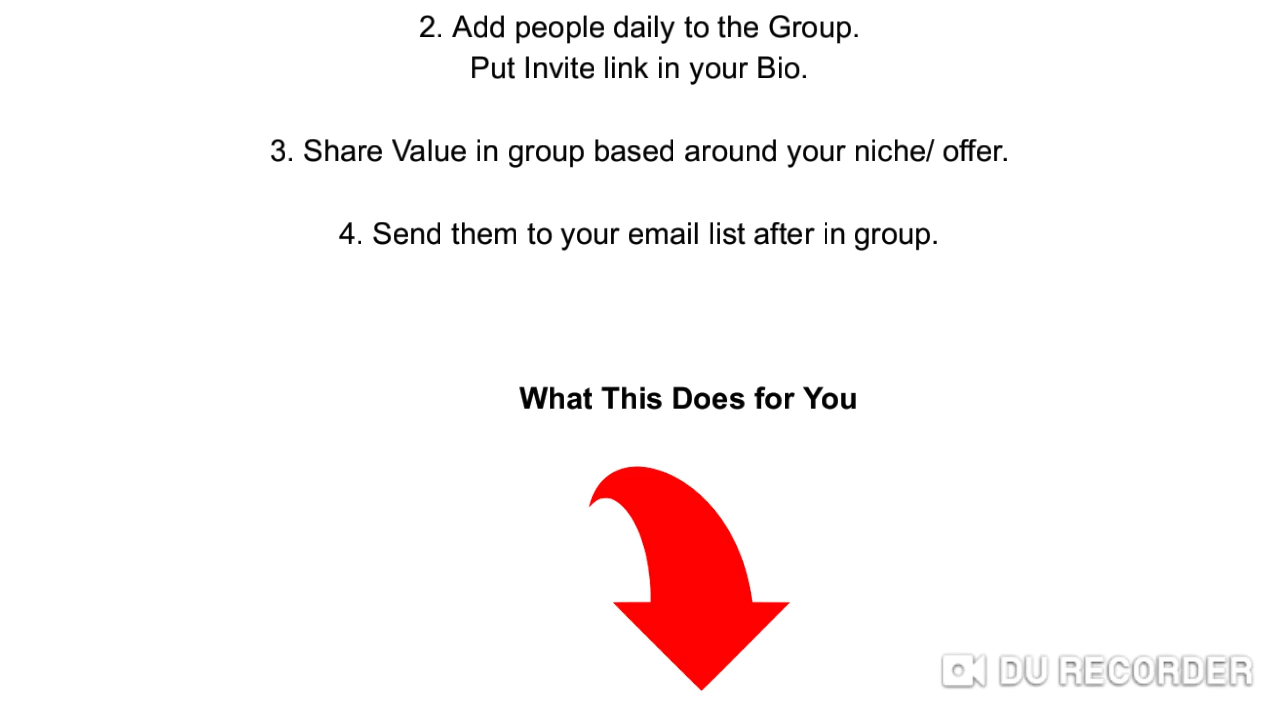 2. Add people daily to the Group.
Put Invite link in your Bio.
3. Share Value in group based around your niche/ offer.
4. Send them to your email list after in group.
What This Does for You
DU RECORDER